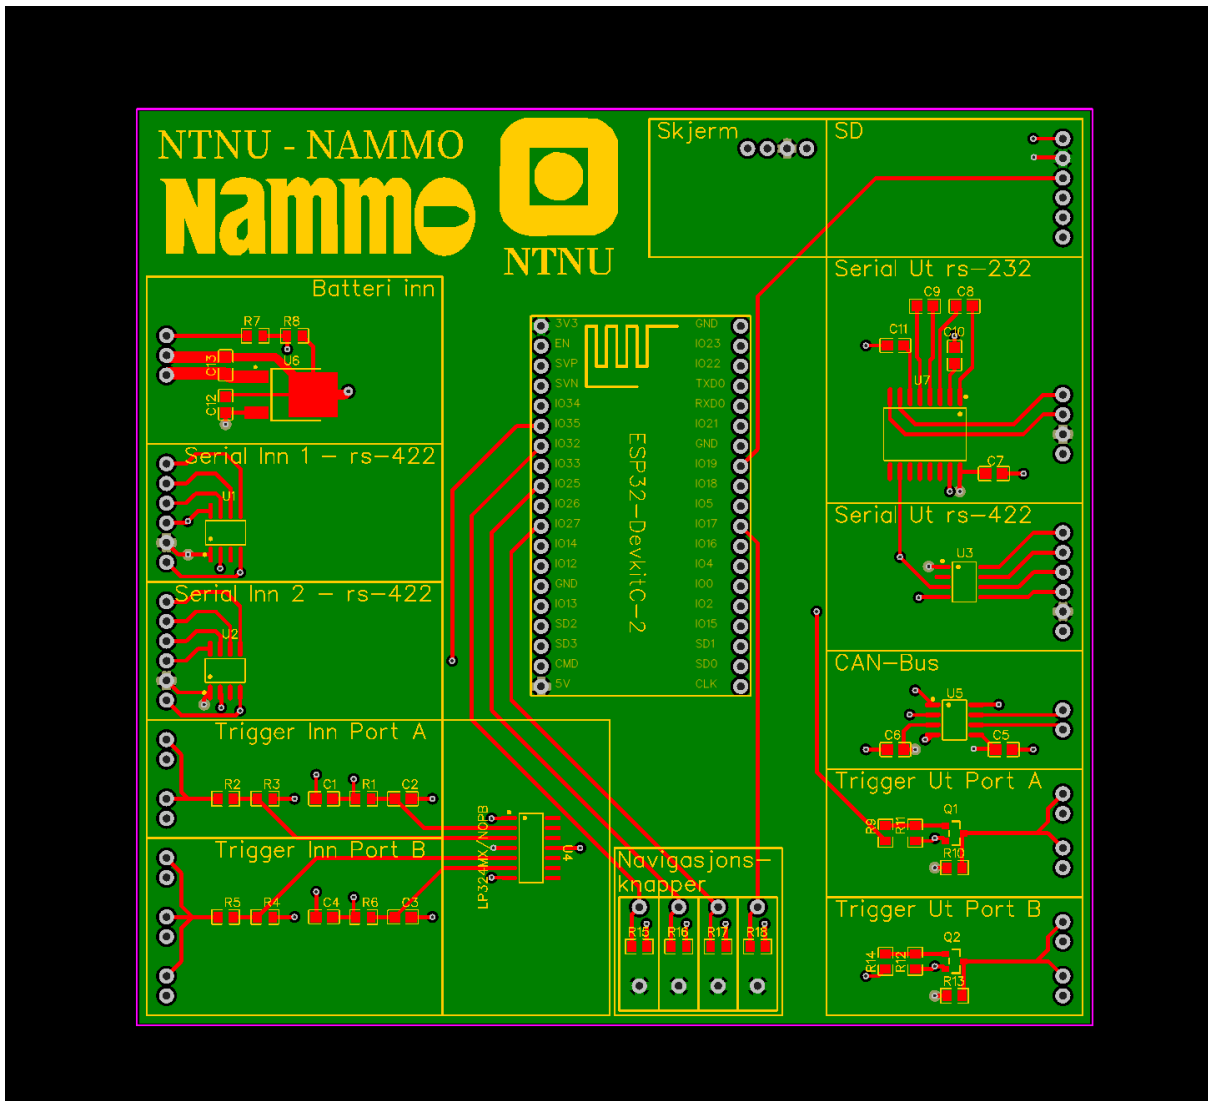 NTNU - NAMMO
Nammo
NTNU
Skjerm
SD
Batteri inn
R7
R8
C13
U6
C12
Serial Inn 1 - rs-422
U1
Serial Inn 2 - rs-422
U2
3V3
EN
SVP
SVN
IO34
IO35
IO32
IO33
IO25
IO26
IO27
IO14
IO12
GND
IO13
SD2
SD3
CMD
5V
ESP32-DevkitC-2
GND
IO23
IO22
TXD0
RXD0
IO21
GND
IO19
IO18
IO5
IO17
IO16
IO4
IO0
IO2
IO15
SD1
SD0
CLK
Serial Ut rs-232
C9
C8
C11
C10
U7
C7
Serial Ut rs-422
U3
CAN-Bus
U5
C6
C5
Trigger Inn Port A
R2
R3
C1
R1
C2
Trigger Inn Port B
R5
R4
C4
R6
C3
LP324MX/NOPB
U4
Navigasjons-
knapper
R15
R16
R17
R18
Trigger Ut Port A
Q1
R9
R11
R10
Trigger Ut Port B
Q2
R14
R12
R13